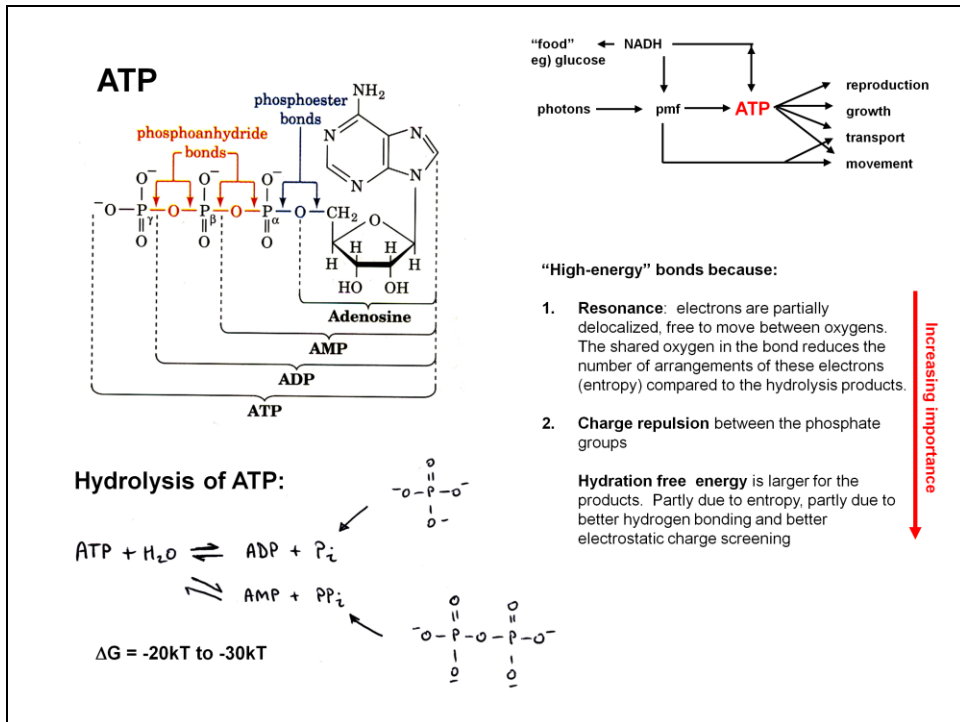 ATP
phosphoester
bonds
phosphoanhydride
bonds
NH₂
N
N
N
N
O⁻
O⁻
O⁻
⁻O—P—O—P—O—P—O—CH₂
γ
β
α
O
O
O
O
H
H
H
H
HO
OH
Adenosine
AMP
ADP
ATP
“food” NADH
eg) glucose
photons pmf ATP
reproduction
growth
transport
movement
“High-energy” bonds because:
1. Resonance: electrons are partially
delocalized, free to move between oxygens.
The shared oxygen in the bond reduces the
number of arrangements of these electrons
(entropy) compared to the hydrolysis products.
2. Charge repulsion between the phosphate
groups
Hydration free energy is larger for the
products. Partly due to entropy, partly due to
better hydrogen bonding and better
electrostatic charge screening
Increasing importance
Hydrolysis of ATP:
O
⁻O-P-O⁻
O⁻
ATP + H₂O ⇌ ADP + Pi
⇌ AMP + PPi
O O
⁻O-P-O-P-O⁻
O⁻ O⁻
ΔG = -20kT to -30kT